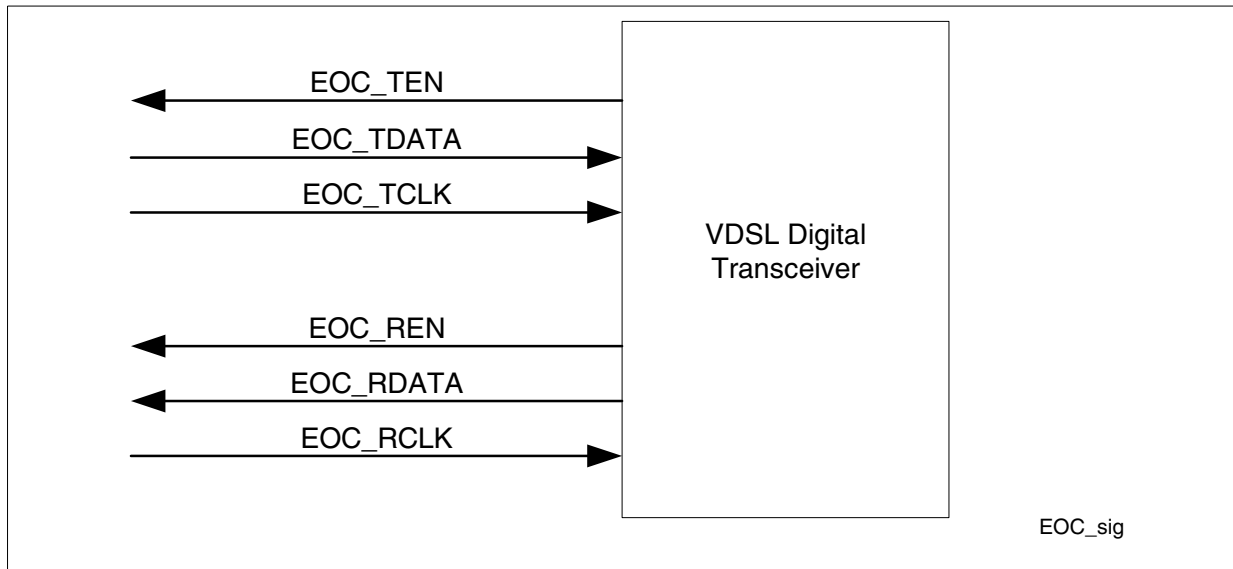 EOC_TEN
EOC_TDATA
EOC_TCLK
VDSL Digital
Transceiver
EOC_REN
EOC_RDATA
EOC_RCLK
EOC_sig